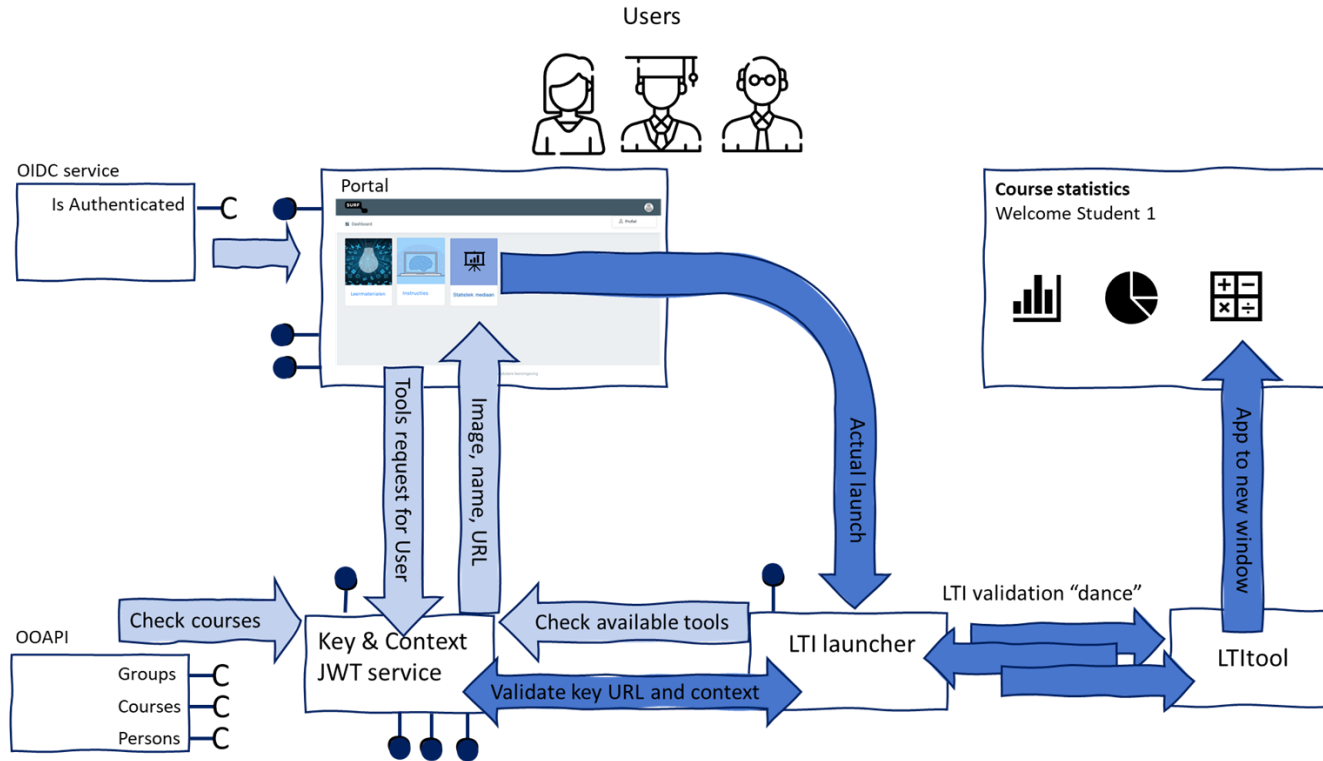 Users
OIDC service
Is Authenticated
Portal
SURF
Dashboard
Profiel
Leermaterialen
Instructies
Statistiek mediaan
Course statistics
Welcome Student 1
Tools request for User
Image, name, URL
Actual launch
App to new window
Check courses
OOAPI
Groups
Courses
Persons
Key & Context
JWT service
Check available tools
Validate key URL and context
LTI launcher
LTI validation “dance”
LTItool